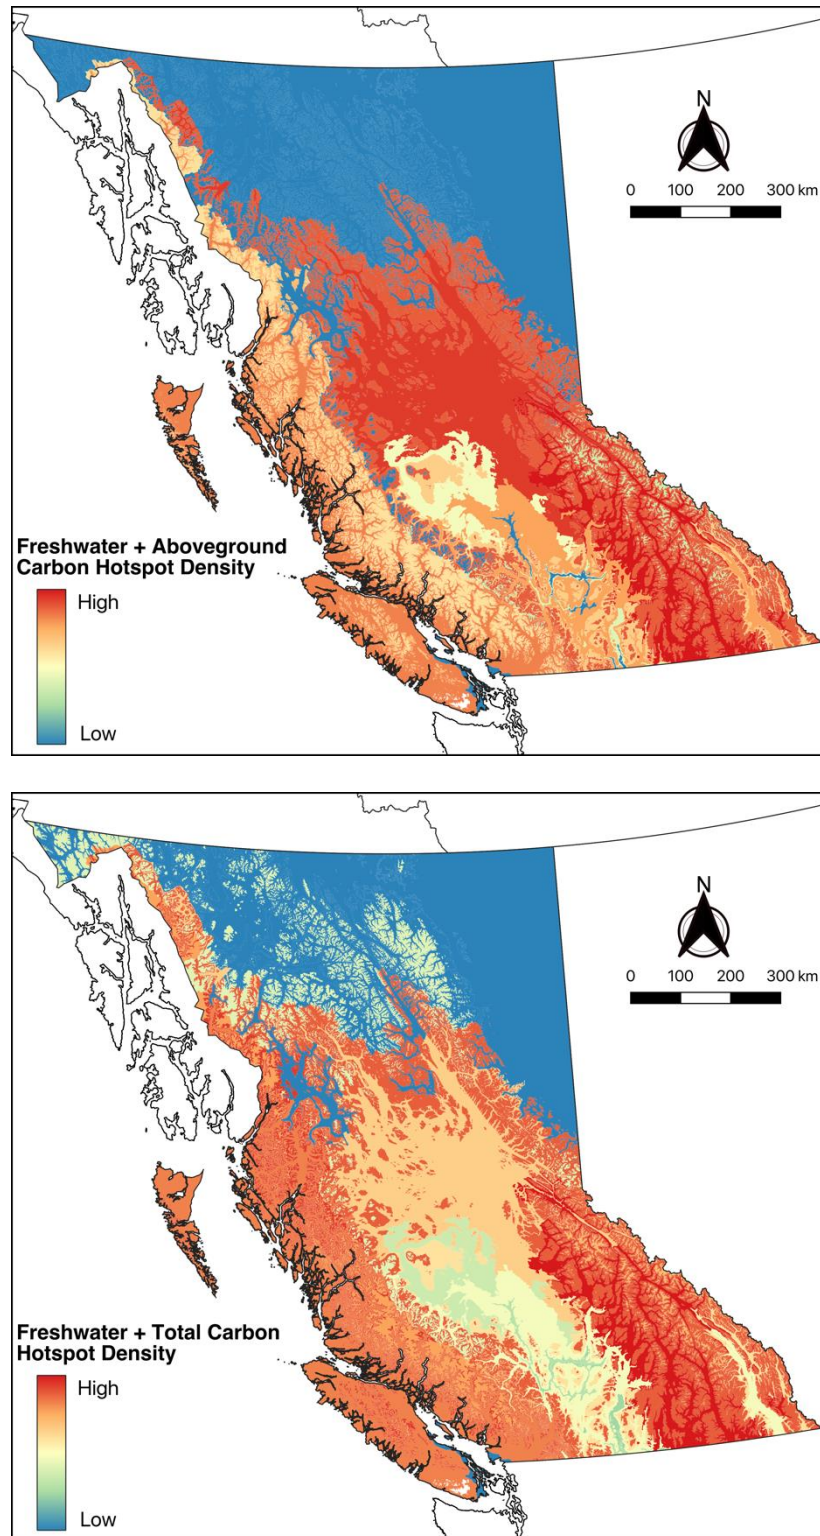 N
0 100 200 300 km
Freshwater + Aboveground
Carbon Hotspot Density
High
Low
N
0 100 200 300 km
Freshwater + Total Carbon
Hotspot Density
High
Low